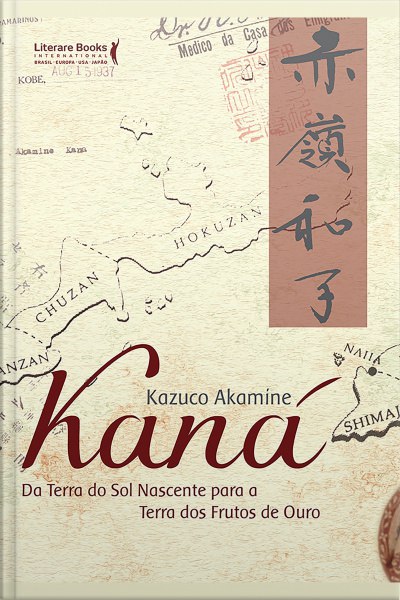 Literare Books
INTERNATIONAL
BRASIL · EUROPA · USA · JAPÃO
KOBE,
AUG 15 1937
Medico da Casa dos Emigran
Akamine Kana
赤嶺和子
HOKUZAN
CHUZAN
ANZAN
NAHA
SHIMAJ
Kazuco Akamine
Kaná
Da Terra do Sol Nascente para a
Terra dos Frutos de Ouro